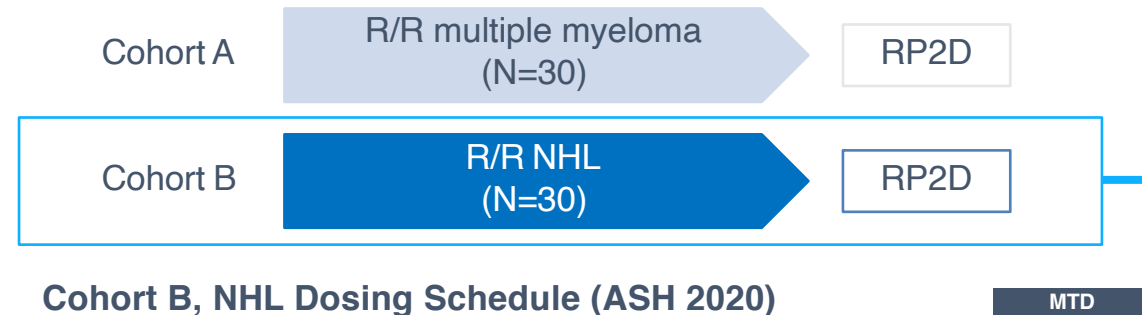 Cohort A
R/R multiple myeloma
(N=30)
RP2D
Cohort B
R/R NHL
(N=30)
RP2D
Cohort B, NHL Dosing Schedule (ASH 2020)
MTD